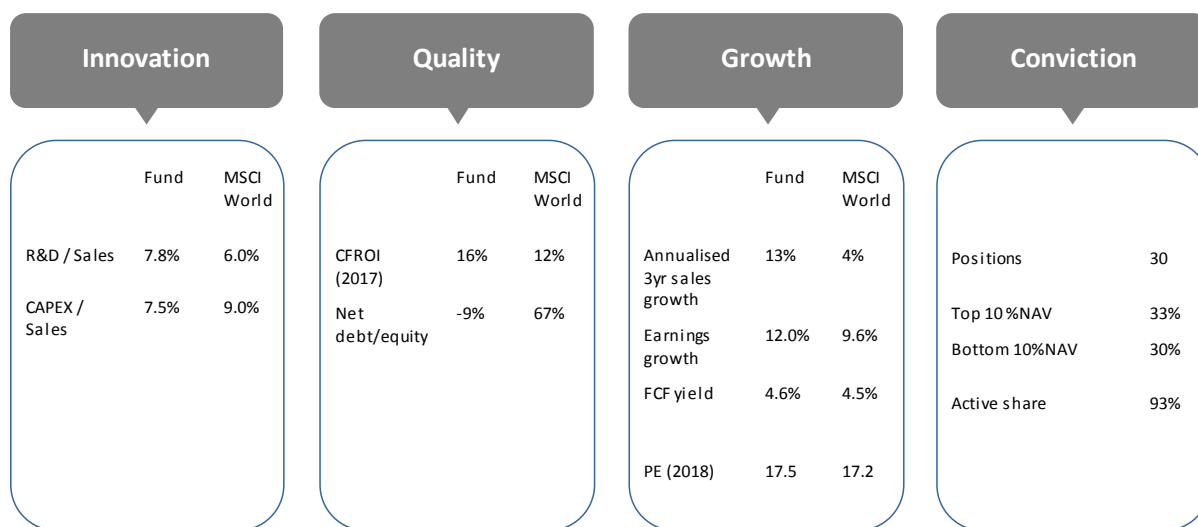 Innovation
Fund MSCI
World
R&D / Sales 7.8% 6.0%
CAPEX / 7.5% 9.0%
Sales
Quality
Fund MSCI
World
CFROI 16% 12%
(2017)
Net -9% 67%
debt/equity
Growth
Fund MSCI
World
Annualised 13% 4%
3yr sales
growth
Earnings 12.0% 9.6%
growth
FCF yield 4.6% 4.5%
PE (2018) 17.5 17.2
Conviction
Positions 30
Top 10 %NAV 33%
Bottom 10%NAV 30%
Active share 93%